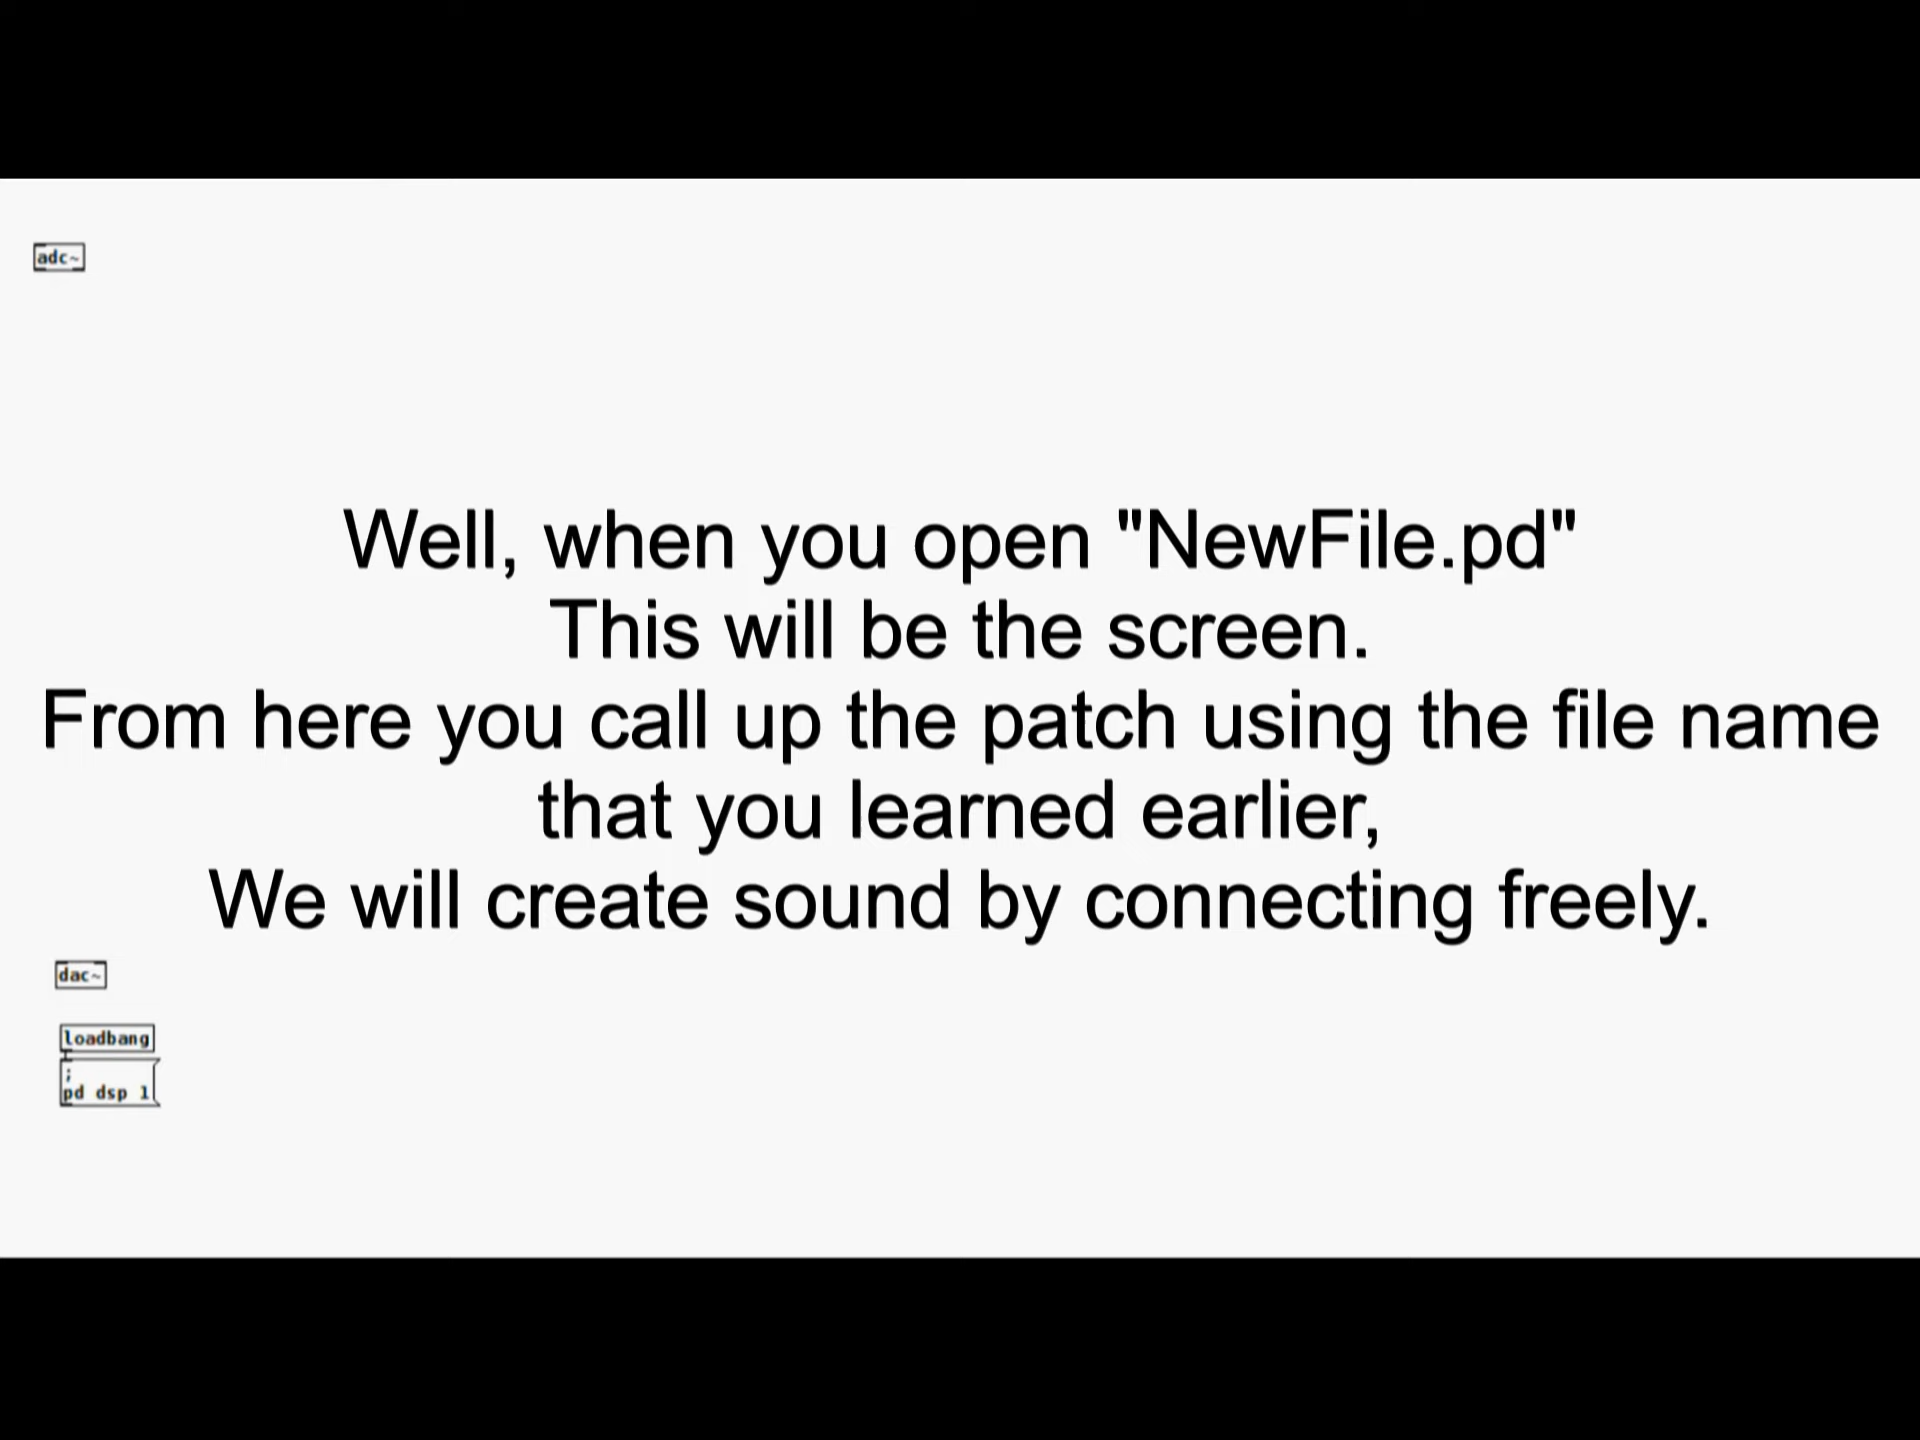 adc~
Well, when you open "NewFile.pd"
This will be the screen.
From here you call up the patch using the file name
that you learned earlier,
We will create sound by connecting freely.
dac~
loadbang
;
pd dsp 1